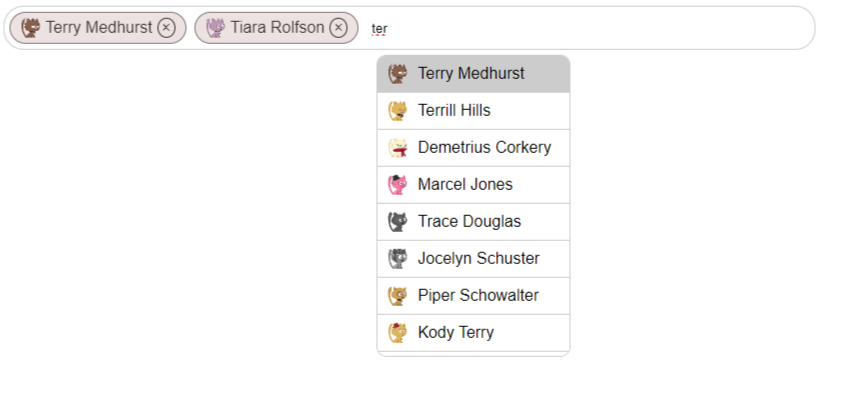 Terry Medhurst Tiara Rolfson ter
Terry Medhurst
Terrill Hills
Demetrius Corkery
Marcel Jones
Trace Douglas
Jocelyn Schuster
Piper Schowalter
Kody Terry